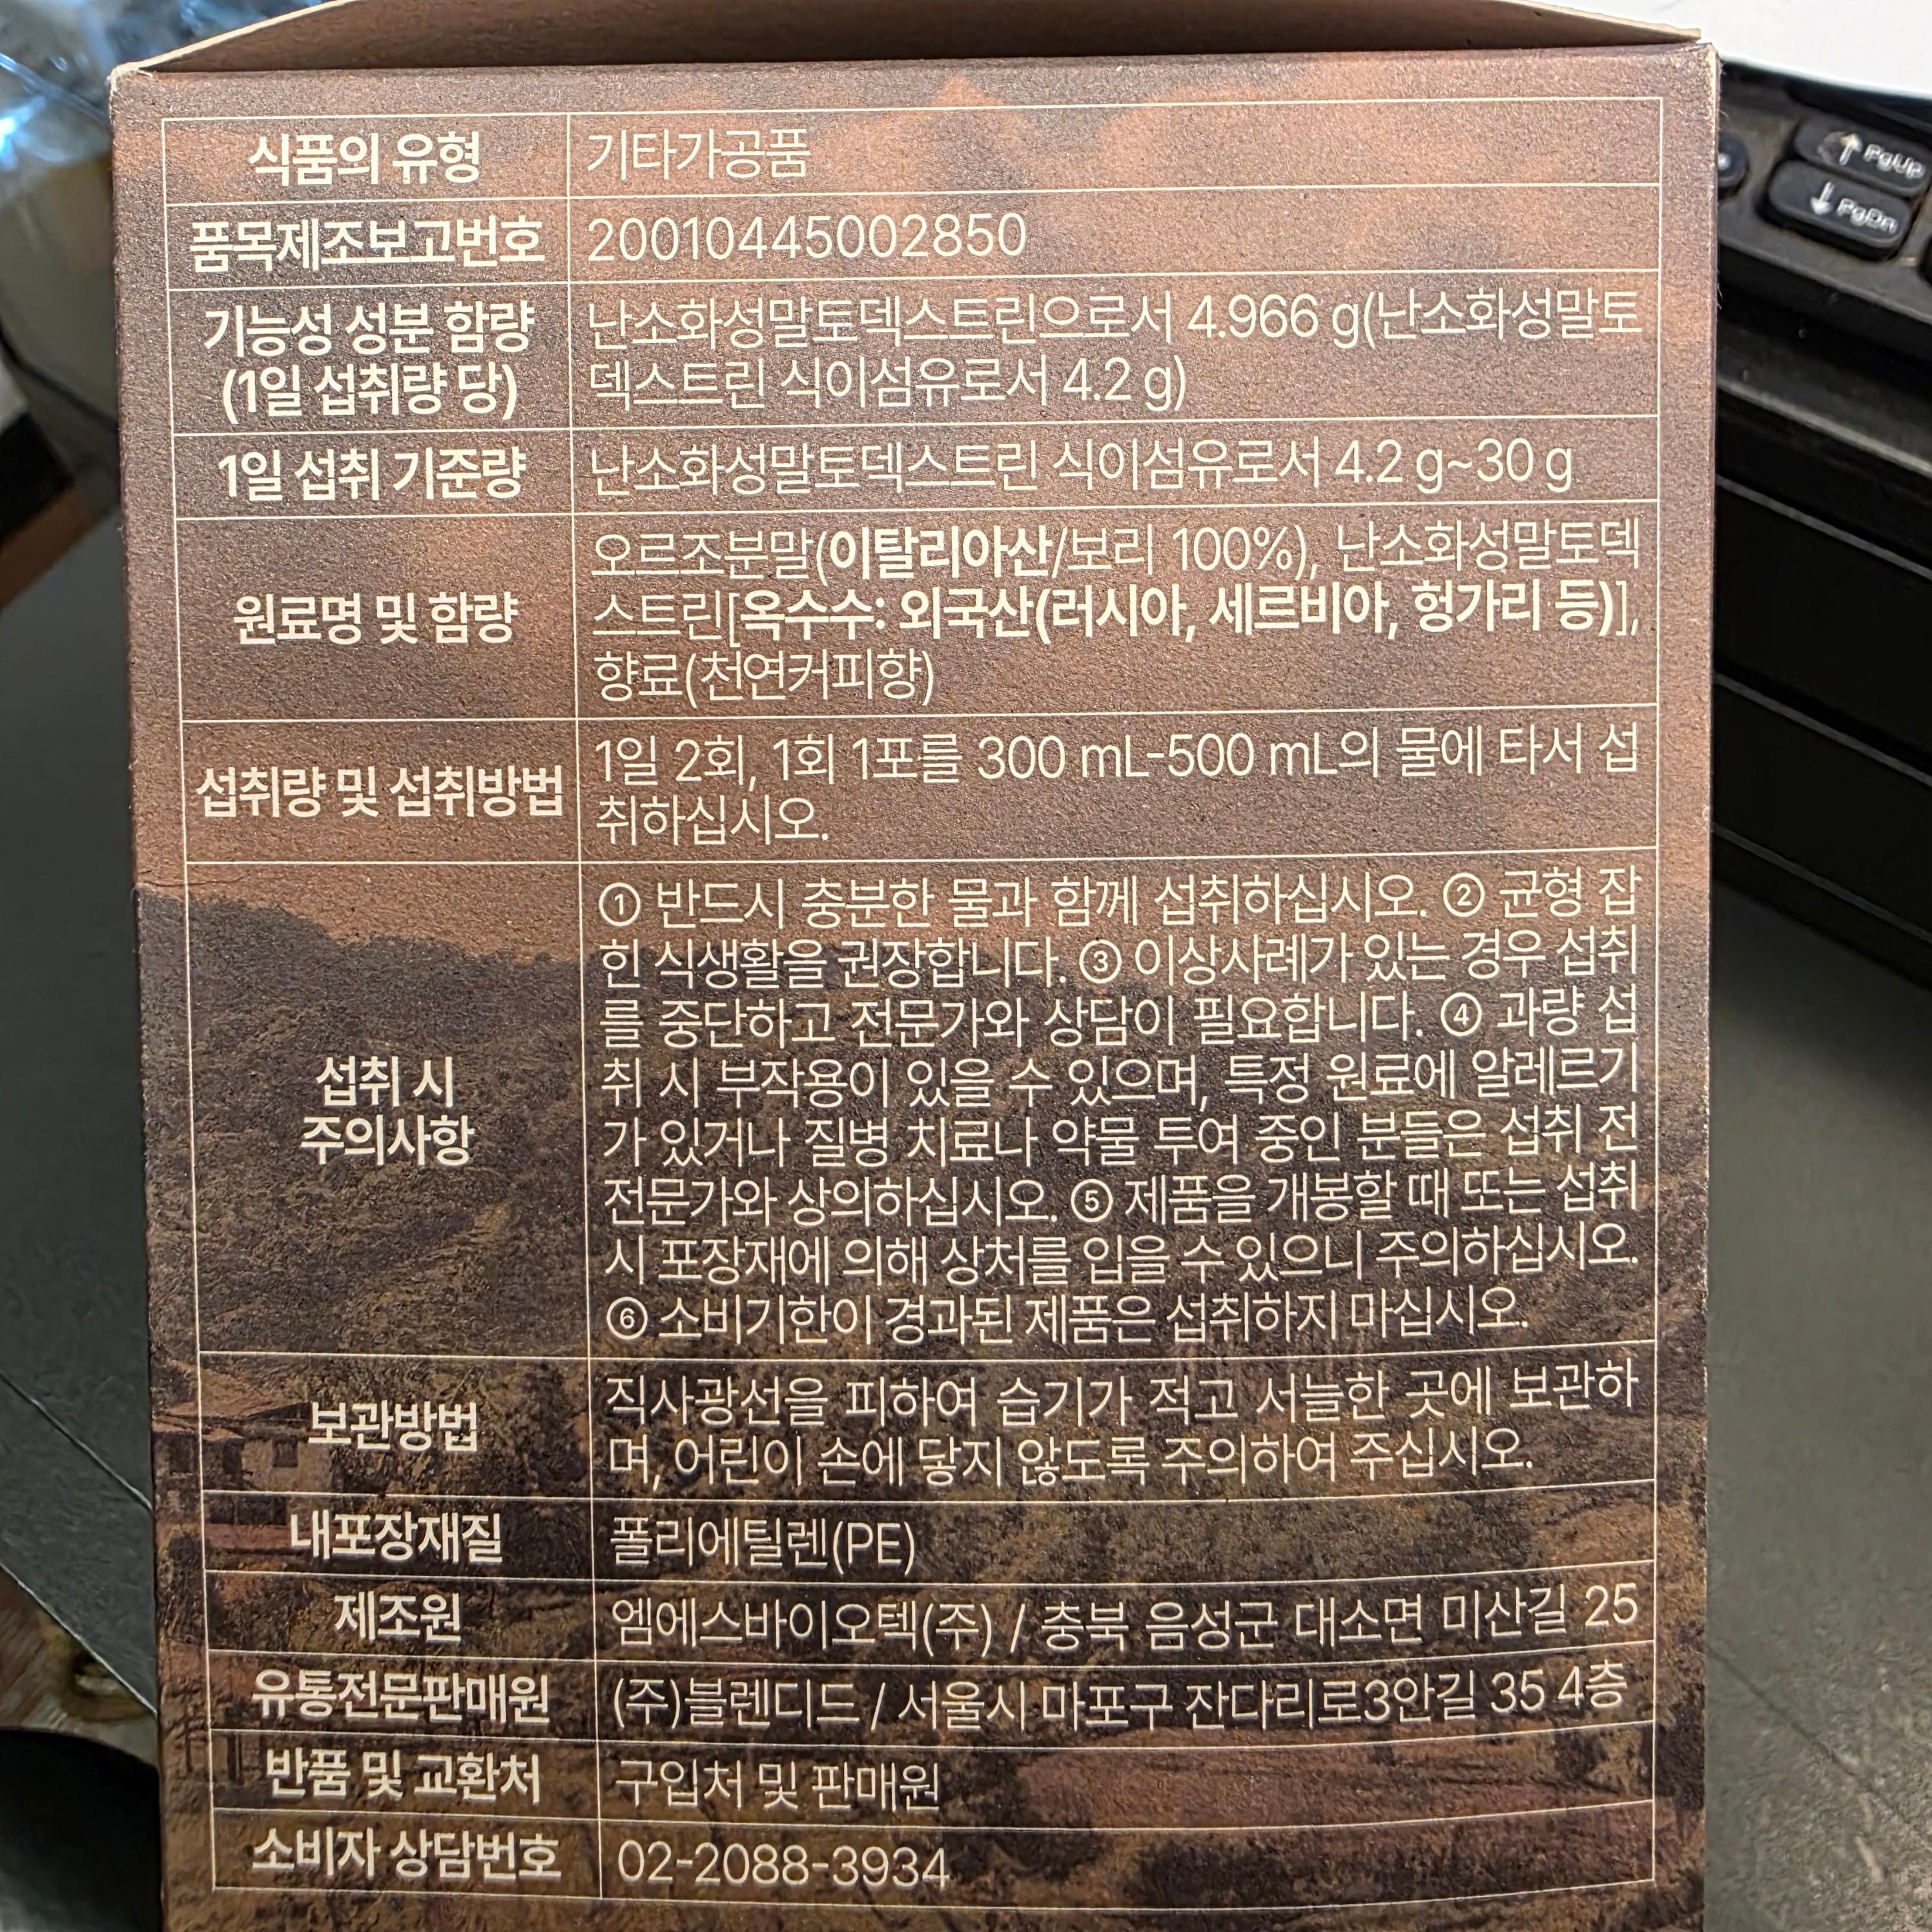 식품의 유형
기타가공품
품목제조보고번호
20010445002850
기능성 성분 함량
(1일 섭취량 당)
난소화성말토덱스트린으로서 4.966 g(난소화성말토
덱스트린 식이섬유로서 4.2 g)
1일 섭취 기준량
난소화성말토덱스트린 식이섬유로서 4.2 g~30 g
원료명 및 함량
오르조분말(이탈리아산/보리 100%), 난소화성말토덱
스트린[옥수수: 외국산(러시아, 세르비아, 헝가리 등)],
향료(천연커피향)
섭취량 및 섭취방법
1일 2회, 1회 1포를 300 mL-500 mL의 물에 타서 섭
취하십시오.
섭취 시
주의사항
① 반드시 충분한 물과 함께 섭취하십시오. ② 균형 잡
힌 식생활을 권장합니다. ③ 이상사례가 있는 경우 섭취
를 중단하고 전문가와 상담이 필요합니다. ④ 과량 섭
취 시 부작용이 있을 수 있으며, 특정 원료에 알레르기
가 있거나 질병 치료나 약물 투여 중인 분들은 섭취 전
전문가와 상의하십시오. ⑤ 제품을 개봉할 때 또는 섭취
시 포장재에 의해 상처를 입을 수 있으니 주의하십시오.
⑥ 소비기한이 경과된 제품은 섭취하지 마십시오.
보관방법
직사광선을 피하여 습기가 적고 서늘한 곳에 보관하
며, 어린이 손에 닿지 않도록 주의하여 주십시오.
내포장재질
폴리에틸렌(PE)
제조원
엠에스바이오텍(주) / 충북 음성군 대소면 미산길 25
유통전문판매원
(주)블렌디드 / 서울시 마포구 잔다리로3안길 35 4층
반품 및 교환처
구입처 및 판매원
소비자 상담번호
02-2088-3934
↑ PgUp
↓ PgDn